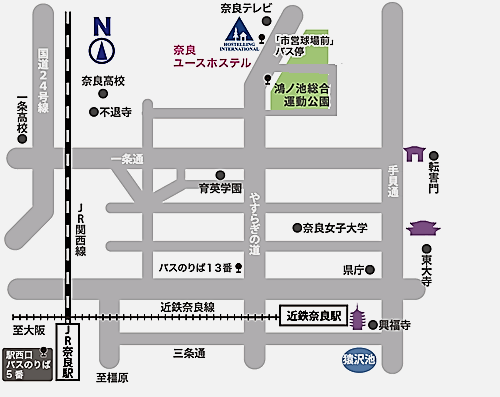 奈良テレビ
N
HOSTELLING
INTERNATIONAL
奈良
ユースホステル
「市営球場前」
バス停
鴻ノ池総合
運動公園
国道24号線
奈良高校
不退寺
一条高校
一条通
育英学園
転害門
手貝通
JR関西線
やすらぎの道
奈良女子大学
バスのりば13番
県庁
東大寺
近鉄奈良線
近鉄奈良駅
興福寺
至大阪
JR奈良駅
駅西口
バスのりば
5番
三条通
至橿原
猿沢池